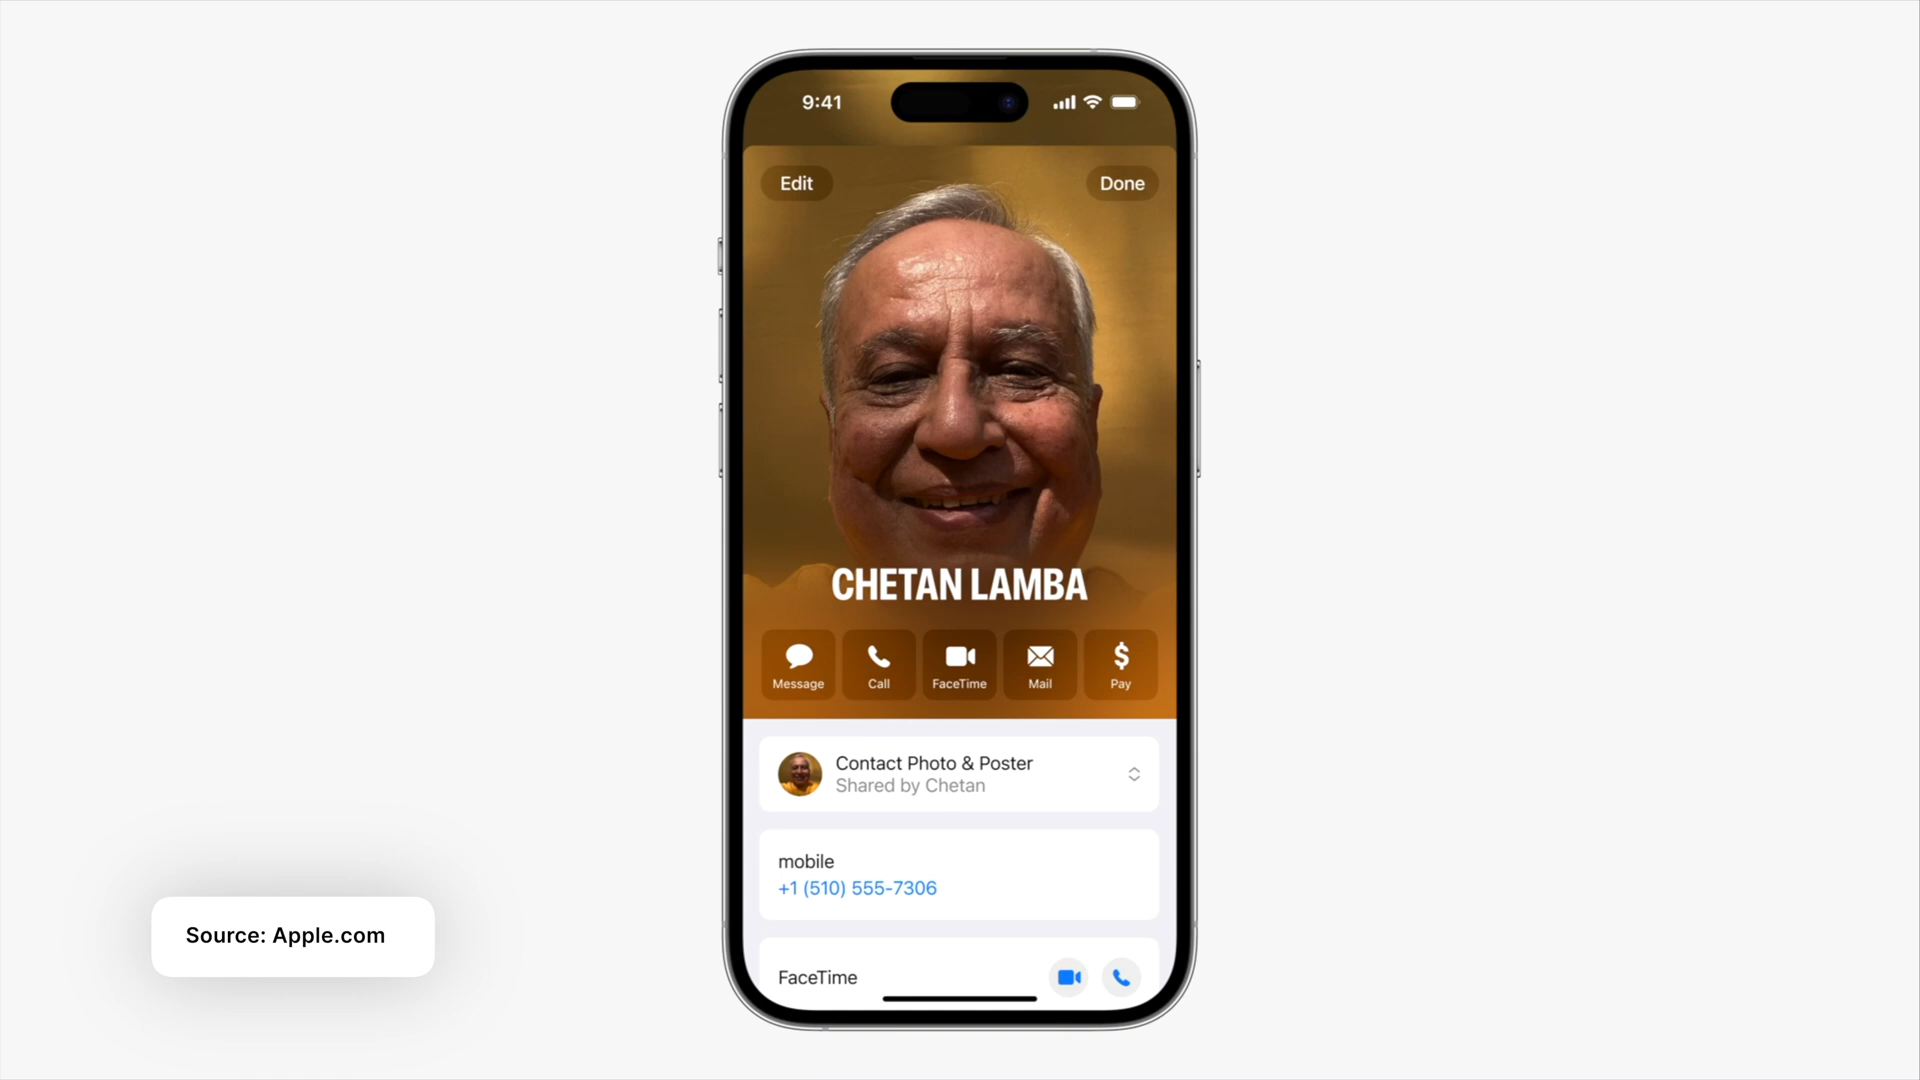 9:41
Edit
Done
CHETAN LAMBA
Message
Call
FaceTime
Mail
$
Pay
Contact Photo & Poster
Shared by Chetan
mobile
+1 (510) 555-7306
FaceTime
Source: Apple.com